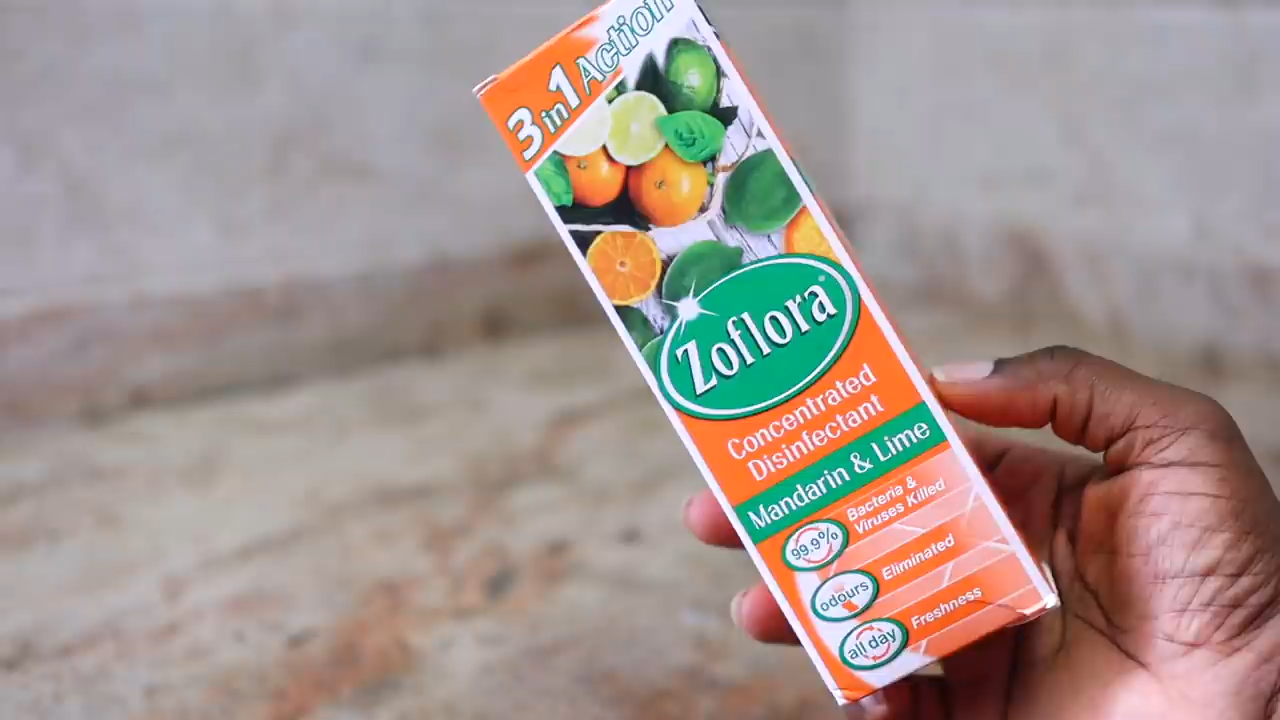 3 in 1 Action
Zoflora
Concentrated
Disinfectant
Mandarin & Lime
99.9%
Bacteria &
Viruses Killed
odours
Eliminated
all day
Freshness